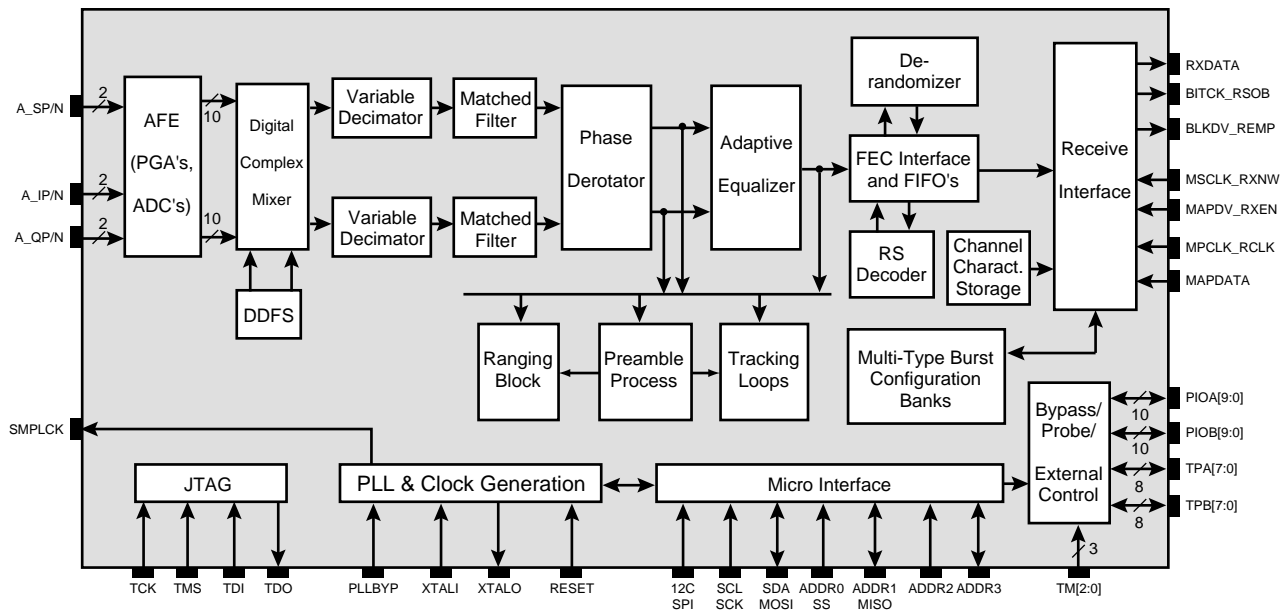 A_SP/N
2
A_IP/N
2
A_QP/N
2
AFE
(PGA's,
ADC's)
10
10
Digital
Complex
Mixer
DDFS
Variable
Decimator
Matched
Filter
Variable
Decimator
Matched
Filter
Phase
Derotator
Adaptive
Equalizer
De-
randomizer
FEC Interface
and FIFO's
RS
Decoder
Channel
Charact.
Storage
Receive
Interface
RXDATA
BITCK_RSOB
BLKDV_REMP
MSCLK_RXNW
MAPDV_RXEN
MPCLK_RCLK
MAPDATA
Ranging
Block
Preamble
Process
Tracking
Loops
Multi-Type Burst
Configuration
Banks
Bypass/
Probe/
External
Control
PIOA[9:0]
10
PIOB[9:0]
10
TPA[7:0]
8
TPB[7:0]
8
SMPLCK
JTAG
PLL & Clock Generation
Micro Interface
3
TCK
TMS
TDI
TDO
PLLBYP
XTALI
XTALO
RESET
12C
SPI
SCL
SCK
SDA
MOSI
ADDR0
SS
ADDR1
MISO
ADDR2
ADDR3
TM[2:0]